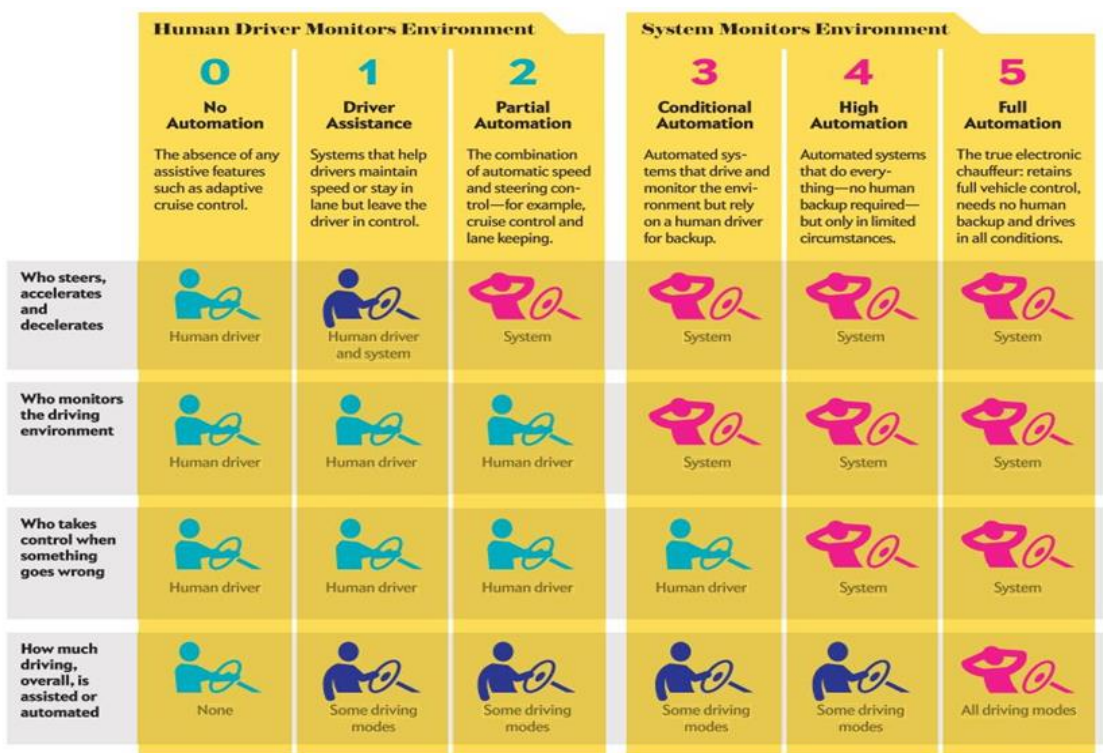 Human Driver Monitors Environment
System Monitors Environment
0
No
Automation
The absence of any
assistive features
such as adaptive
cruise control.
1
Driver
Assistance
Systems that help
drivers maintain
speed or stay in
lane but leave the
driver in control.
2
Partial
Automation
The combination
of automatic speed
and steering con-
trol—for example,
cruise control and
lane keeping.
3
Conditional
Automation
Automated sys-
tems that drive and
monitor the envi-
ronment but rely
on a human driver
for backup.
4
High
Automation
Automated systems
that do every-
thing—no human
backup required—
but only in limited
circumstances.
5
Full
Automation
The true electronic
chauffeur: retains
full vehicle control,
needs no human
backup and drives
in all conditions.
Who steers,
accelerates
and
decelerates
Human driver
Human driver
and system
System
System
System
System
Who monitors
the driving
environment
Human driver
Human driver
Human driver
System
System
System
Who takes
control when
something
goes wrong
Human driver
Human driver
Human driver
Human driver
System
System
How much
driving,
overall, is
assisted or
automated
None
Some driving
modes
Some driving
modes
Some driving
modes
Some driving
modes
All driving modes